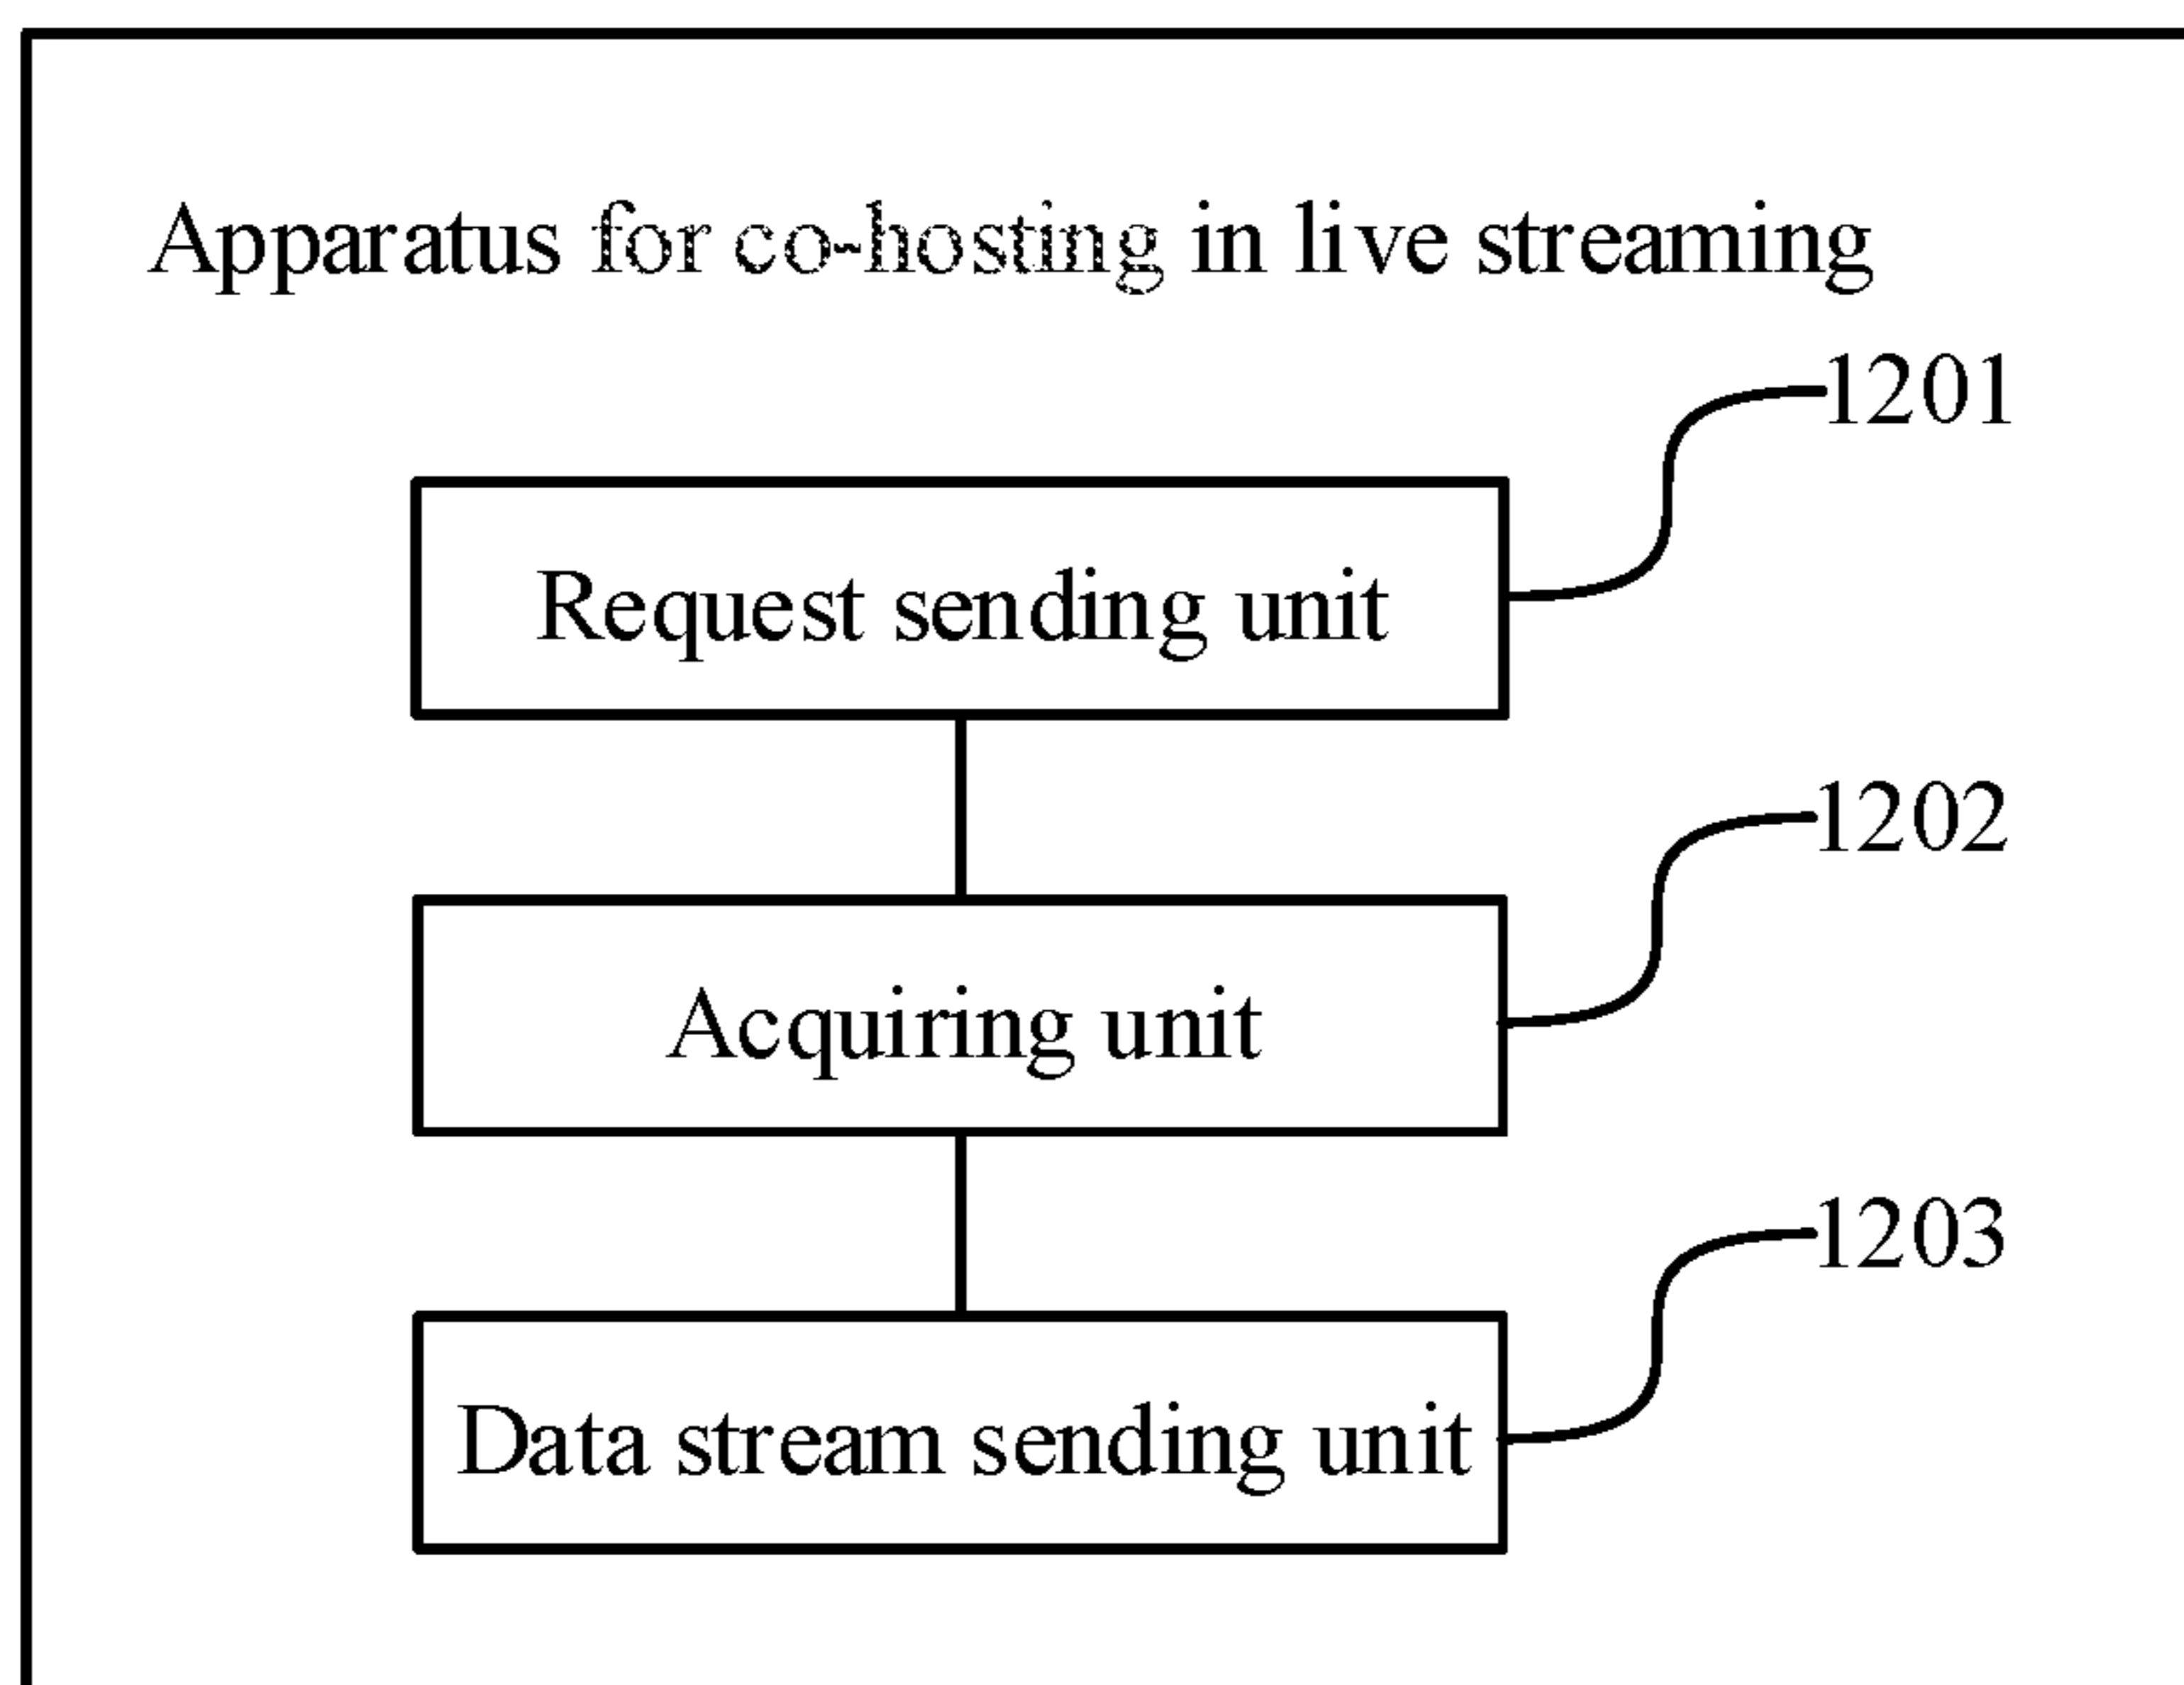 Apparatus for co-hosting in live streaming
1201
Request sending unit
1202
Acquiring unit
1203
Data stream sending unit